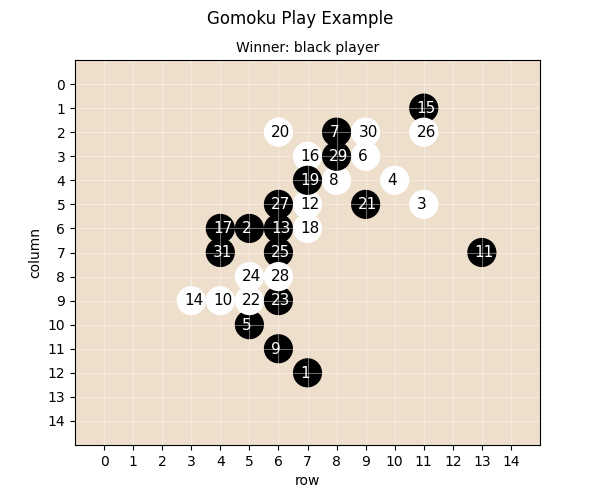 Gomoku Play Example
Winner: black player
0
1 15
2 20 7 30 26
3 16 29 6
4 19 8 4
5 27 12 21 3
6 17 2 13 18
7 31 25 11
8 24 28
9 14 10 22 23
10 5
11 9
12 1
13
14
column
0 1 2 3 4 5 6 7 8 9 10 11 12 13 14
row